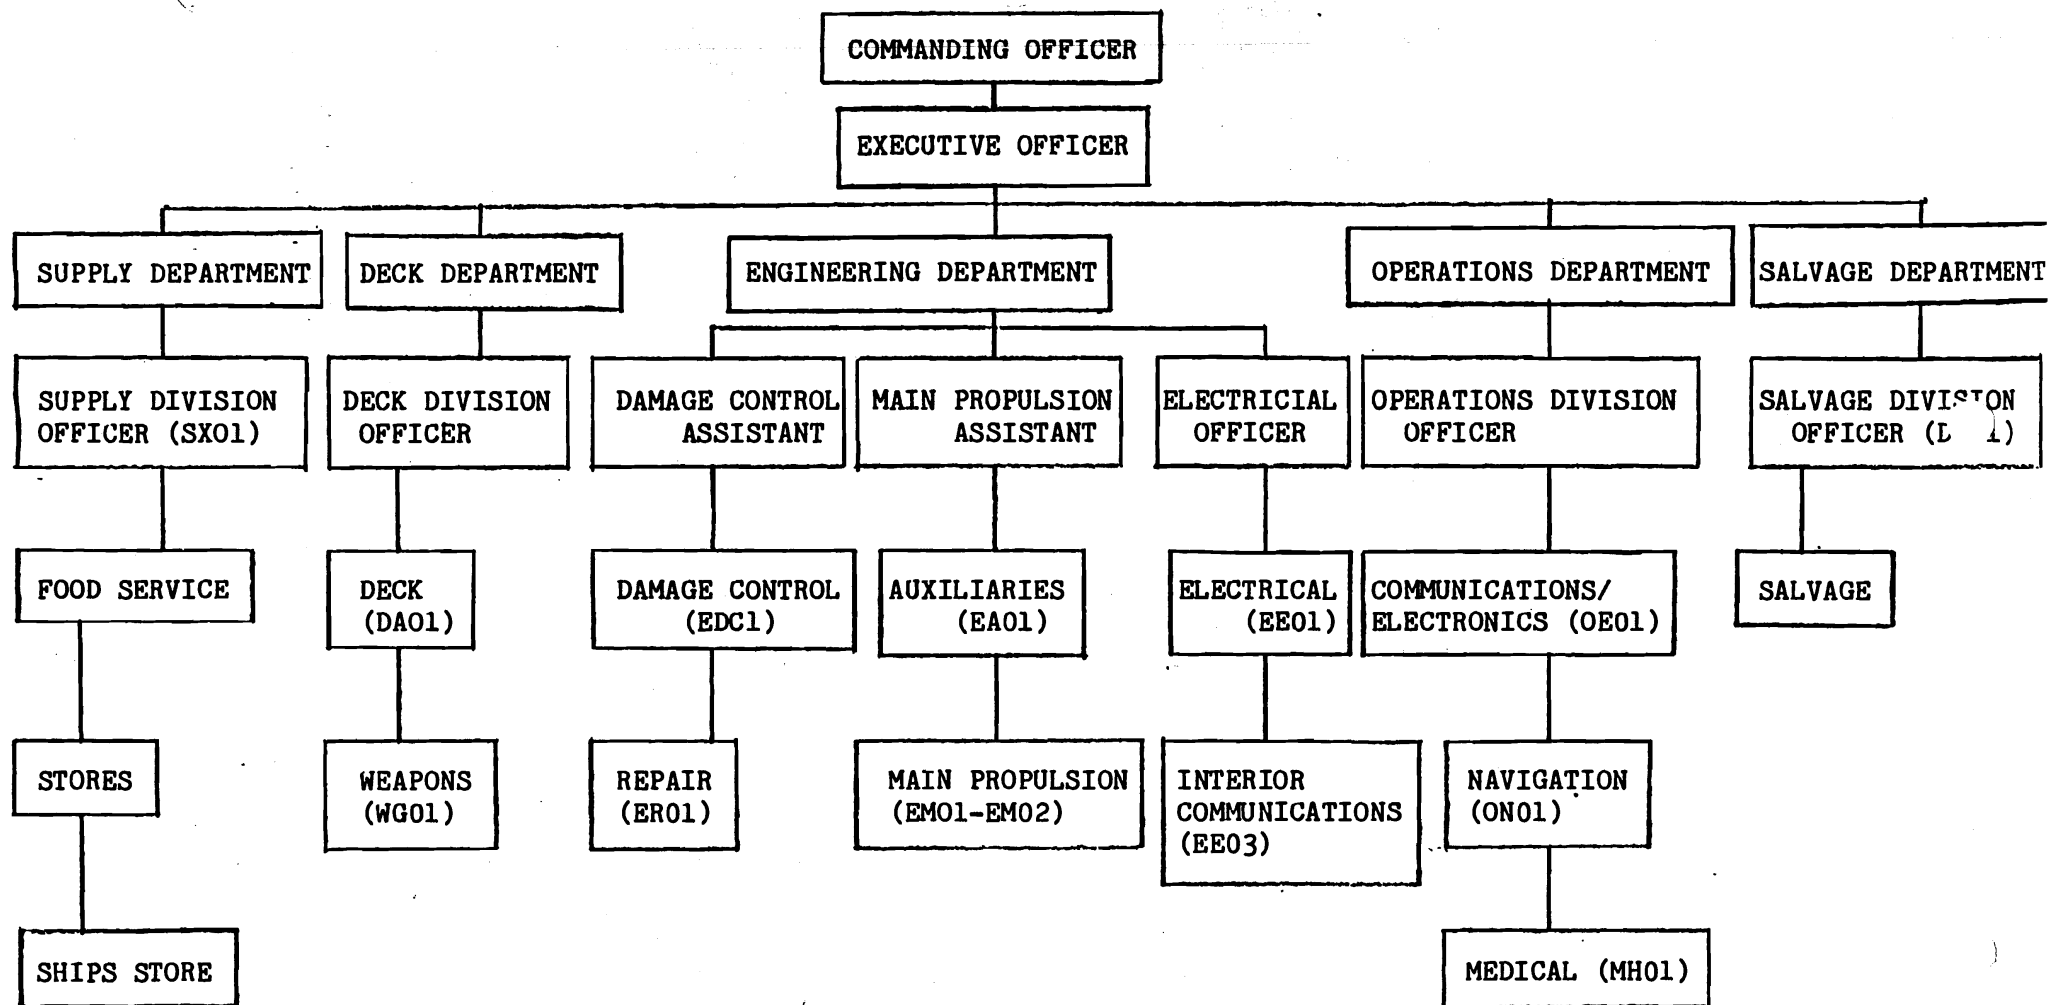 COMMANDING OFFICER
EXECUTIVE OFFICER
SUPPLY DEPARTMENT
DECK DEPARTMENT
ENGINEERING DEPARTMENT
OPERATIONS DEPARTMENT
SALVAGE DEPARTMENT
SUPPLY DIVISION
OFFICER (SX01)
DECK DIVISION
OFFICER
DAMAGE CONTROL
ASSISTANT
MAIN PROPULSION
ASSISTANT
ELECTRICIAL
OFFICER
OPERATIONS DIVISION
OFFICER
SALVAGE DIVISION
OFFICER
FOOD SERVICE
DECK
(DA01)
DAMAGE CONTROL
(EDC1)
AUXILIARIES
(EA01)
ELECTRICAL
(EE01)
COMMUNICATIONS/
ELECTRONICS (OE01)
SALVAGE
STORES
WEAPONS
(WG01)
REPAIR
(ER01)
MAIN PROPULSION
(EM01-EM02)
INTERIOR
COMMUNICATIONS
(EE03)
NAVIGATION
(ON01)
SHIPS STORE
MEDICAL (MH01)